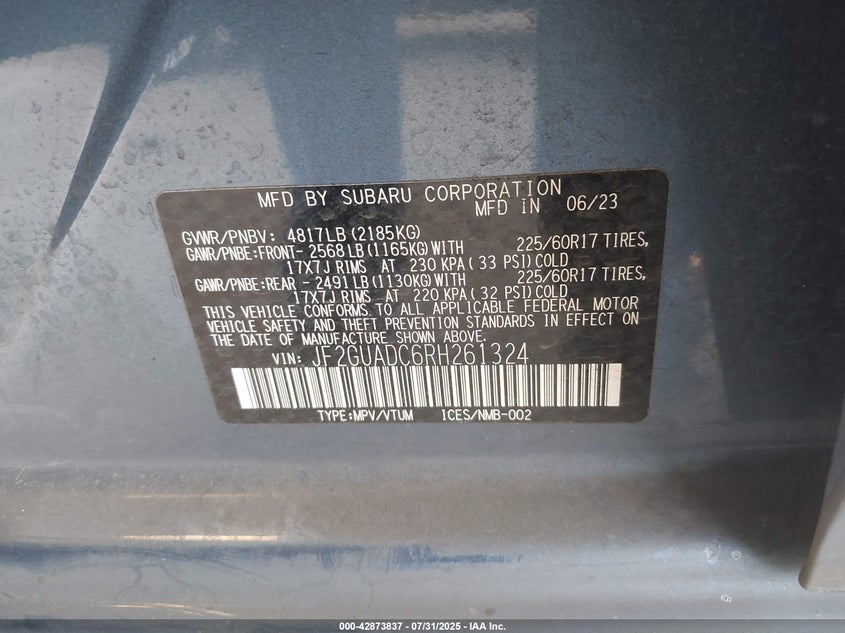 MFD BY SUBARU CORPORATION
MFD IN 06/23
GVWR/PNBV: 4817LB (2185KG)
GAWR/PNBE:FRONT- 2568LB (1165KG) WITH 225/60R17 TIRES,
17X7J RIMS AT 230 KPA ( 33 PSI) COLD
GAWR/PNBE:REAR - 2491LB (1130KG) WITH 225/60R17 TIRES,
17X7J RIMS AT 220 KPA ( 32 PSI) COLD
THIS VEHICLE CONFORMS TO ALL APPLICABLE FEDERAL MOTOR
VEHICLE SAFETY AND THEFT PREVENTION STANDARDS IN EFFECT ON
THE DATE OF MANUFACTURE SHOWN ABOVE.
VIN: JF2GUADC6RH261324
TYPE:MPV/VTUM ICES/NMB-002
000-42873837 - 07/31/2025 - IAA Inc.